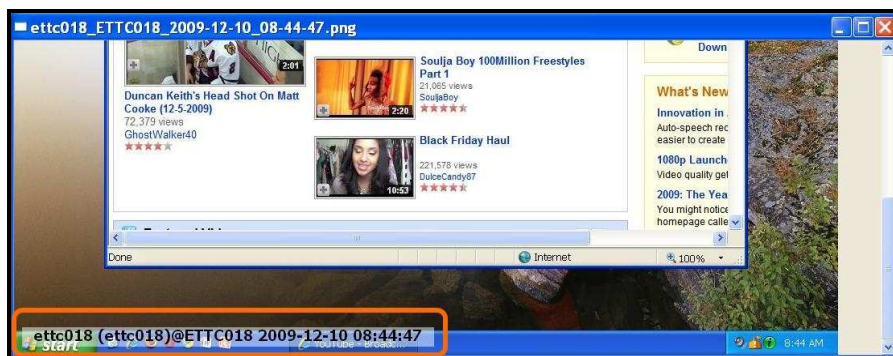 ettc018_ETTC018_2009-12-10_08-44-47.png
2:01
Duncan Keith's Head Shot On Matt
Cooke (12-5-2009)
72,379 views
GhostWalker40
2:20
Soulja Boy 100Million Freestyles
Part 1
21,065 views
SouljaBoy
10:53
Black Friday Haul
221,578 views
DulceCandy87
Down
What's New
Innovation in
Auto-speech rec
easier to create
1080p Launch
Video quality get
2009: The Yea
You might notice
homepage calle
Done
Internet
100%
ettc018 (ettc018)@ETTC018 2009-12-10 08:44:47
start
YouTube - Broadc...
8:44 AM